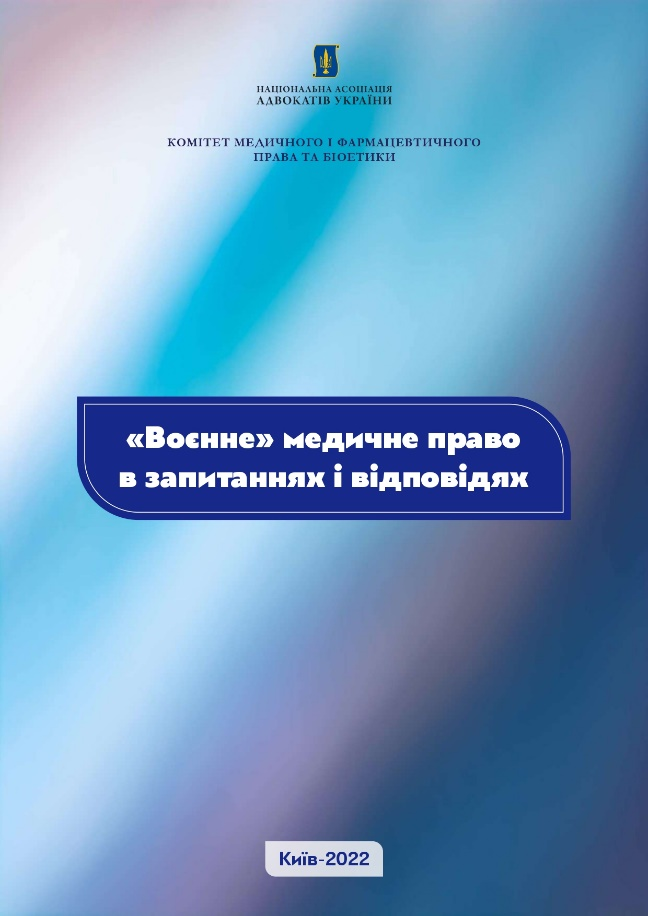 НАЦІОНАЛЬНА АСОЦІАЦІЯ
АДВОКАТІВ УКРАЇНИ
КОМІТЕТ МЕДИЧНОГО І ФАРМАЦЕВТИЧНОГО
ПРАВА ТА БІОЕТИКИ
«Воєнне» медичне право
в запитаннях і відповідях
Київ-2022